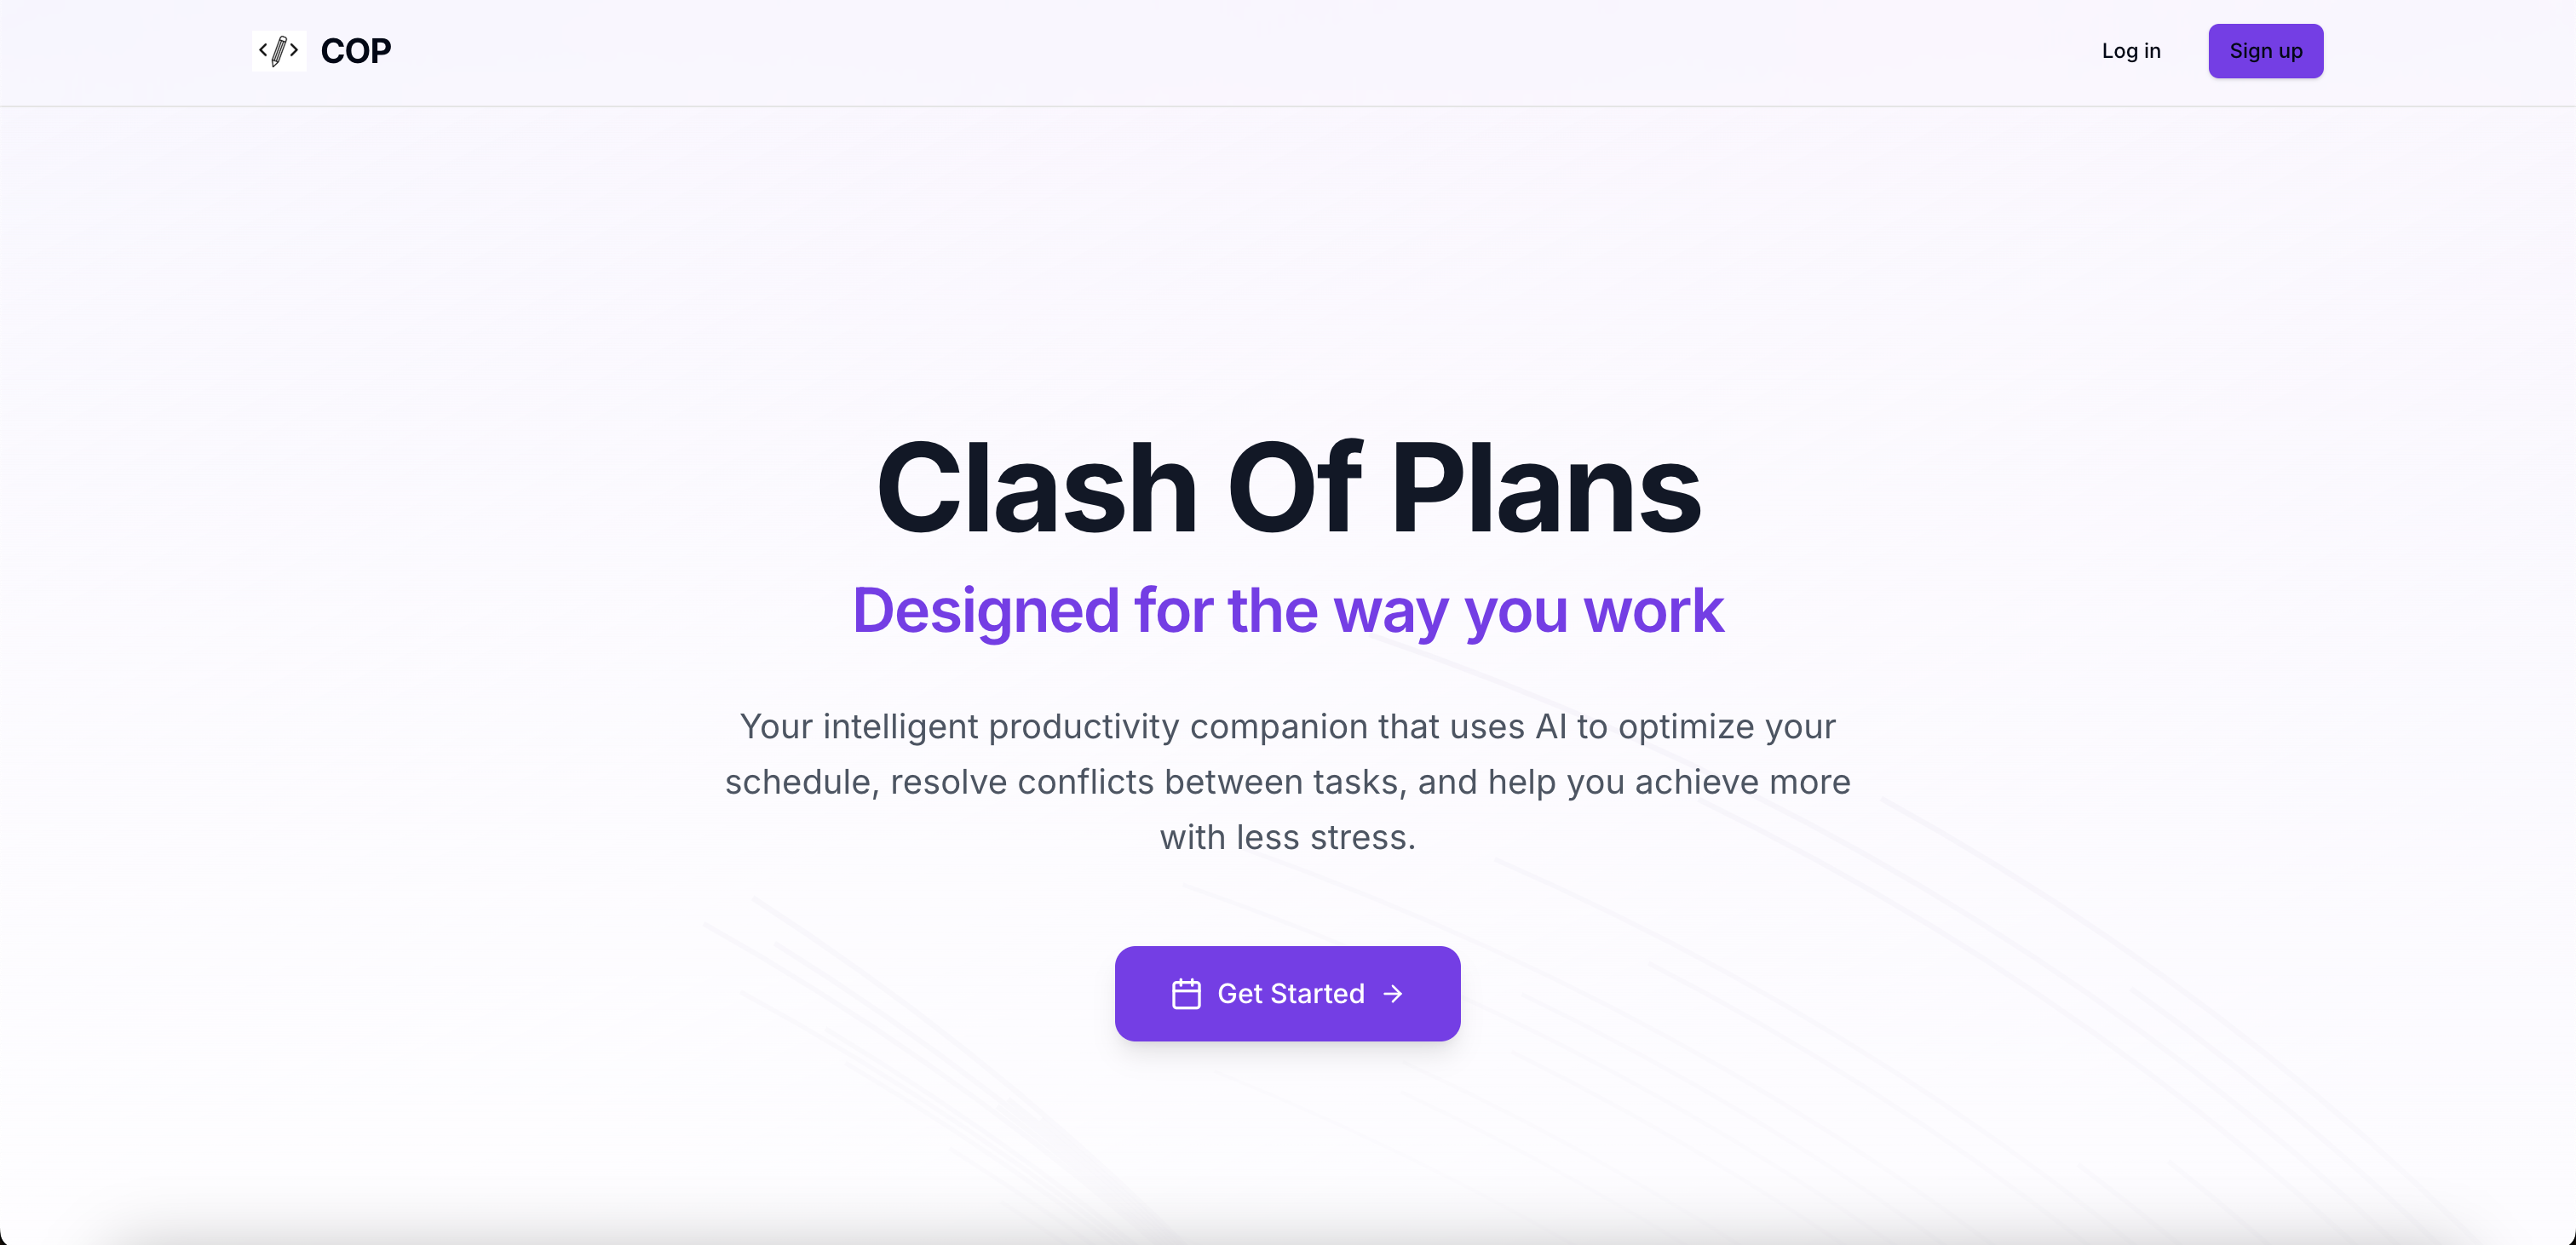 COP
Log in
Sign up
Clash Of Plans
Designed for the way you work
Your intelligent productivity companion that uses AI to optimize your
schedule, resolve conflicts between tasks, and help you achieve more
with less stress.
Get Started